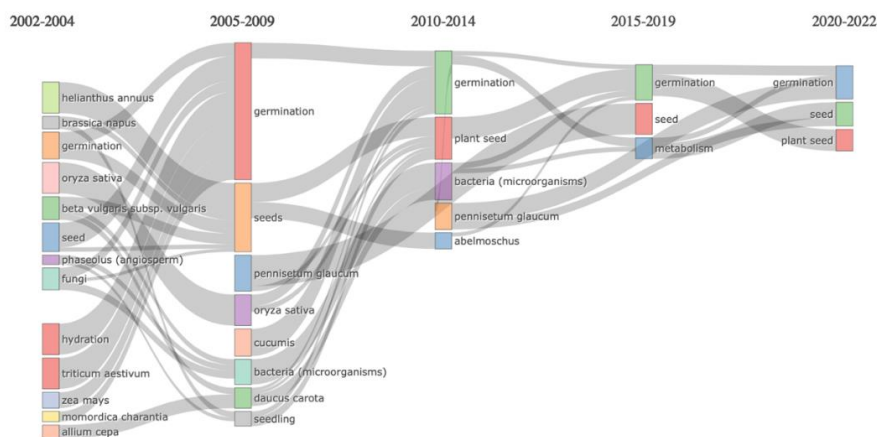 2002-2004
2005-2009
2010-2014
2015-2019
2020-2022
helianthus annuus
brassica napus
germination
oryza sativa
beta vulgaris subsp. vulgaris
seed
phaseolus (angiosperm)
fungi
hydration
triticum aestivum
zea mays
momordica charantia
allium cepa
germination
seeds
pennisetum glaucum
oryza sativa
cucumis
bacteria (microorganisms)
daucus carota
seedling
germination
plant seed
bacteria (microorganisms)
pennisetum glaucum
abelmoschus
germination
seed
metabolism
germination
seed
plant seed